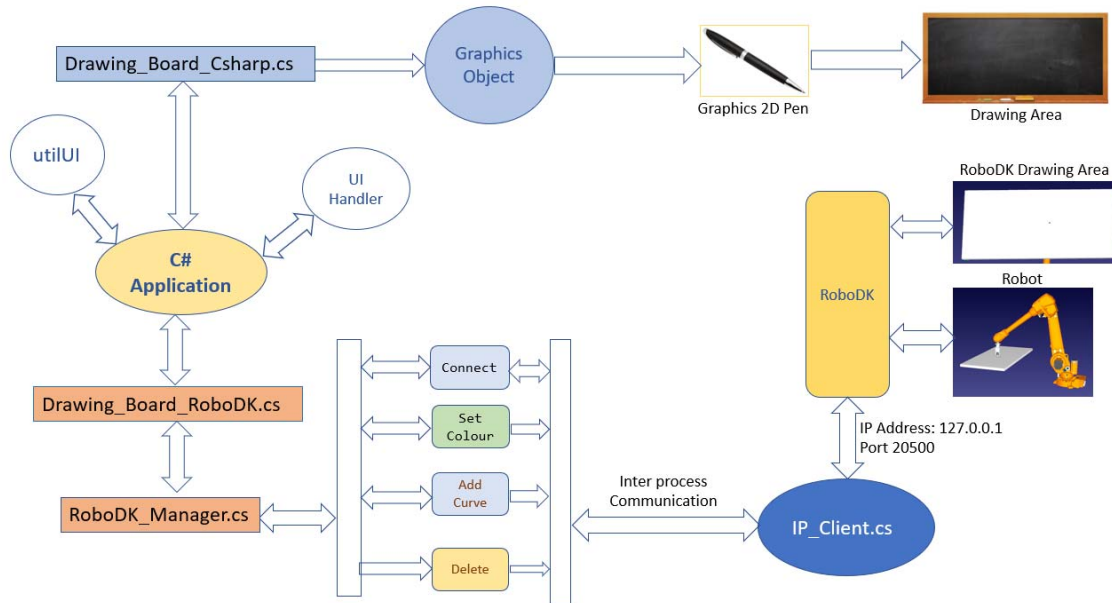 Drawing_Board_Csharp.cs
Graphics
Object
Graphics 2D Pen
Drawing Area
utilUI
UI
Handler
C#
Application
RoboDK Drawing Area
RoboDK
Robot
Drawing_Board_RoboDK.cs
RoboDK_Manager.cs
Connect
Set
Colour
Add
Curve
Delete
Inter process
Communication
IP Address: 127.0.0.1
Port 20500
IP_Client.cs